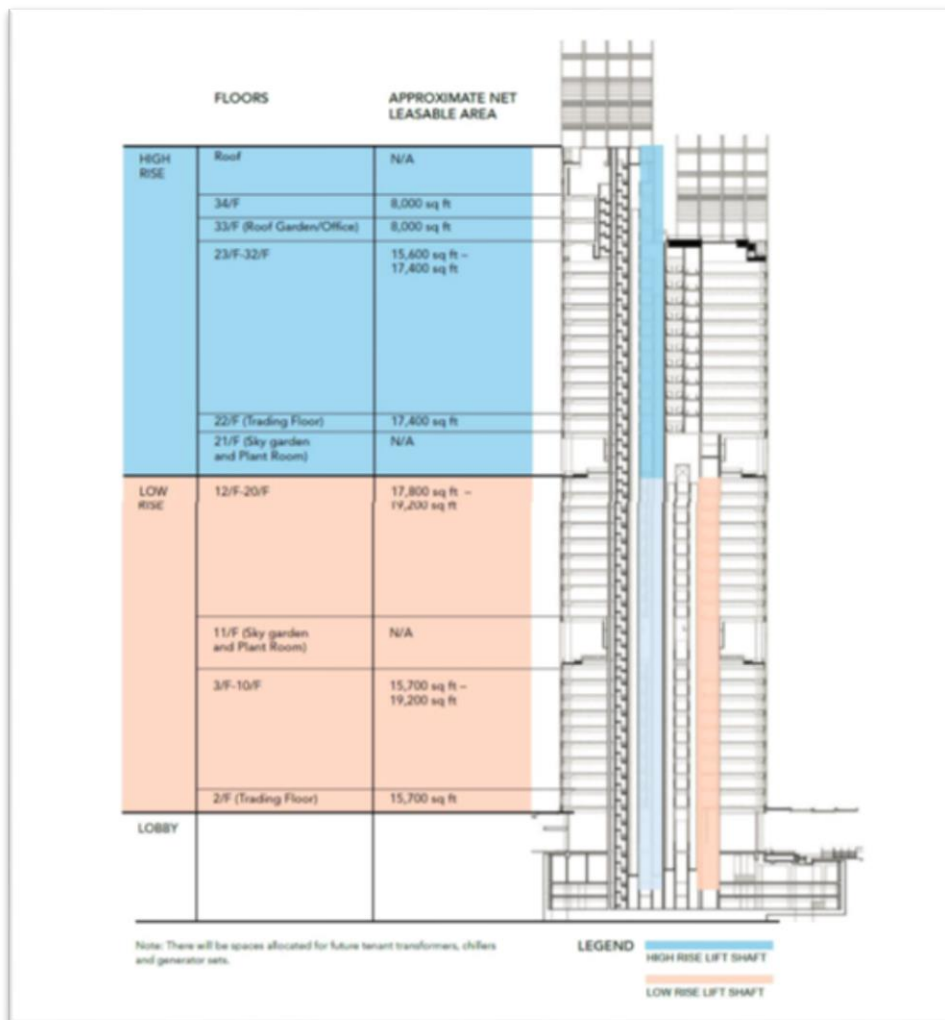 FLOORS
APPROXIMATE NET
LEASABLE AREA
HIGH
RISE
Roof
N/A
34/F
8,000 sq ft
33/F (Roof Garden/Office)
8,000 sq ft
23/F-32/F
15,600 sq ft –
17,400 sq ft
22/F (Trading Floor)
17,400 sq ft
21/F (Sky garden
and Plant Room)
N/A
LOW
RISE
12/F-20/F
17,800 sq ft –
19,200 sq ft
11/F (Sky garden
and Plant Room)
N/A
3/F-10/F
15,700 sq ft –
19,200 sq ft
2/F (Trading Floor)
15,700 sq ft
LOBBY
Note: There will be spaces allocated for future tenant transformers, chillers
and generator sets.
LEGEND
HIGH RISE LIFT SHAFT
LOW RISE LIFT SHAFT